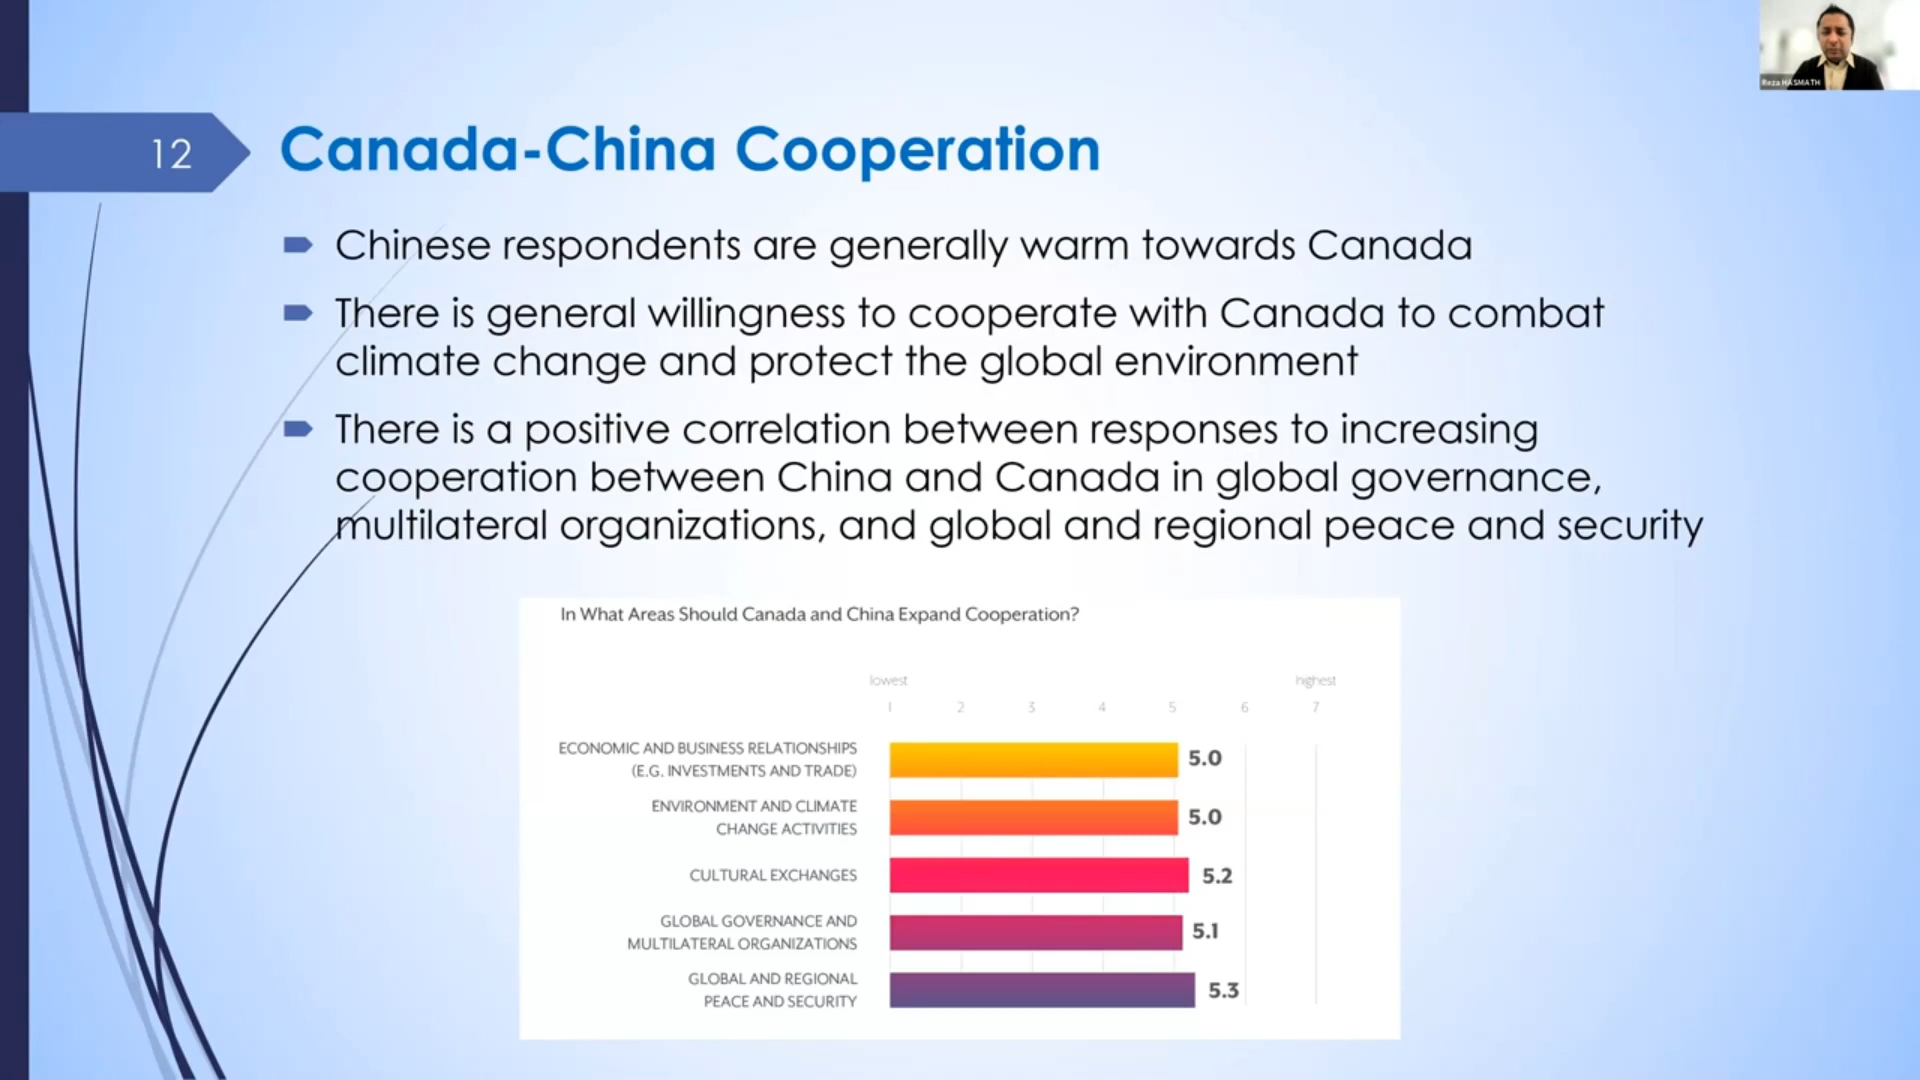 Reza HASMATH
12
Canada-China Cooperation
Chinese respondents are generally warm towards Canada
There is general willingness to cooperate with Canada to combat
climate change and protect the global environment
There is a positive correlation between responses to increasing
cooperation between China and Canada in global governance,
multilateral organizations, and global and regional peace and security
In What Areas Should Canada and China Expand Cooperation?
lowest highest
1 2 3 4 5 6 7
ECONOMIC AND BUSINESS RELATIONSHIPS
(E.G. INVESTMENTS AND TRADE)
5.0
ENVIRONMENT AND CLIMATE
CHANGE ACTIVITIES
5.0
CULTURAL EXCHANGES
5.2
GLOBAL GOVERNANCE AND
MULTILATERAL ORGANIZATIONS
5.1
GLOBAL AND REGIONAL
PEACE AND SECURITY
5.3